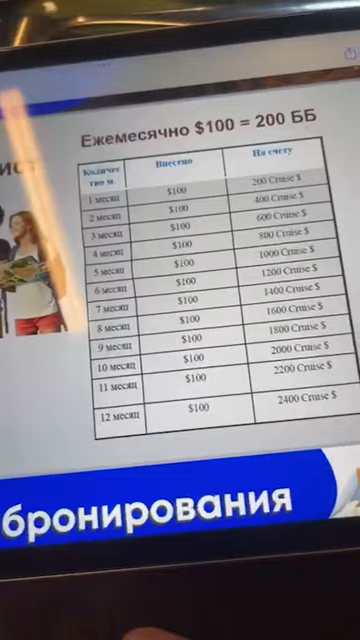 Ежемесячно $100 = 200 ББ
Количес тво м. Внесено На счету
1 месяц $100 200 Cruise $
2 месяц $100 400 Cruise $
3 месяц $100 600 Cruise $
4 месяц $100 800 Cruise $
5 месяц $100 1000 Cruise $
6 месяц $100 1200 Cruise $
7 месяц $100 1400 Cruise $
8 месяц $100 1600 Cruise $
9 месяц $100 1800 Cruise $
10 месяц $100 2000 Cruise $
11 месяц $100 2200 Cruise $
12 месяц $100 2400 Cruise $
бронирования